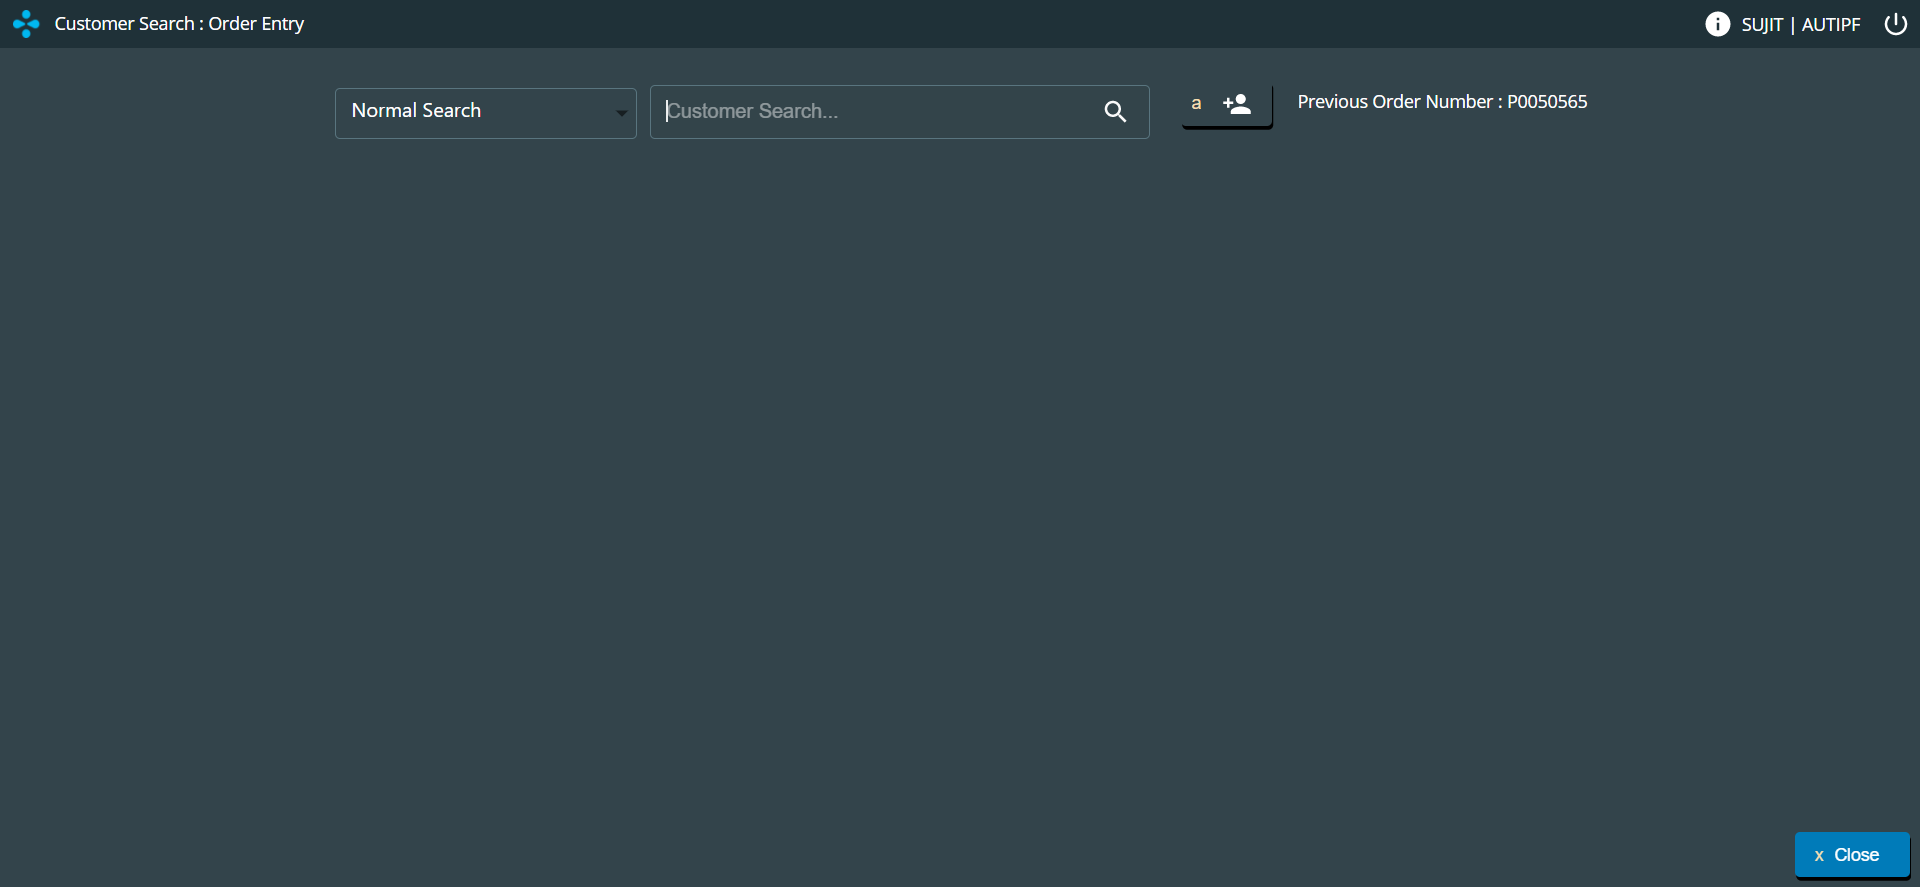 Customer Search : Order Entry
SUJIT | AUTIPF
Normal Search
Customer Search...
a
Previous Order Number : P0050565
x Close